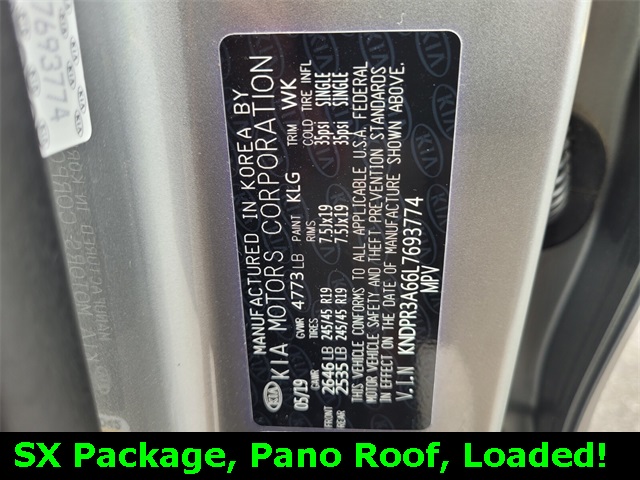 7693774
KIA MANUFACTURED IN KOREA BY
KIA MOTORS CORPORATION
05/19 GVWR 4773 LB PAINT KLG TRIM WK
GAWR TIRES RIMS COLD TIRE INFL
FRONT 2646 LB 245/45 R19 7.5Jx19 35psi SINGLE
REAR 2535 LB 245/45 R19 7.5Jx19 35psi SINGLE
THIS VEHICLE CONFORMS TO ALL APPLICABLE U.S.A. FEDERAL
MOTOR VEHICLE SAFETY AND THEFT PREVENTION STANDARDS
IN EFFECT ON THE DATE OF MANUFACTURE SHOWN ABOVE.
V.I.N KNDPR3A66L7693774
MPV
SX Package, Pano Roof, Loaded!